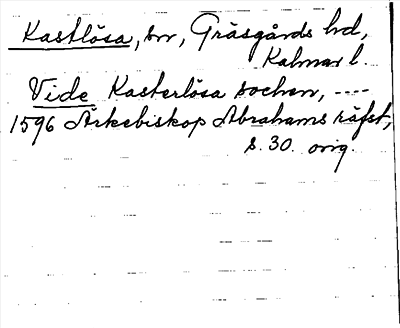 Kastlösa, sn, Gräsgårds hd,
Kalmar l.
Vide Kasterlösa sochen, ----
1596 Ärkebiskop Abrahams räfst,
s. 30. orig.